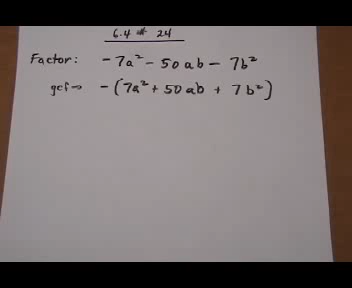 6.4 # 24
Factor: -7a² - 50ab - 7b²
gcf→ -(7a² + 50ab + 7b²)